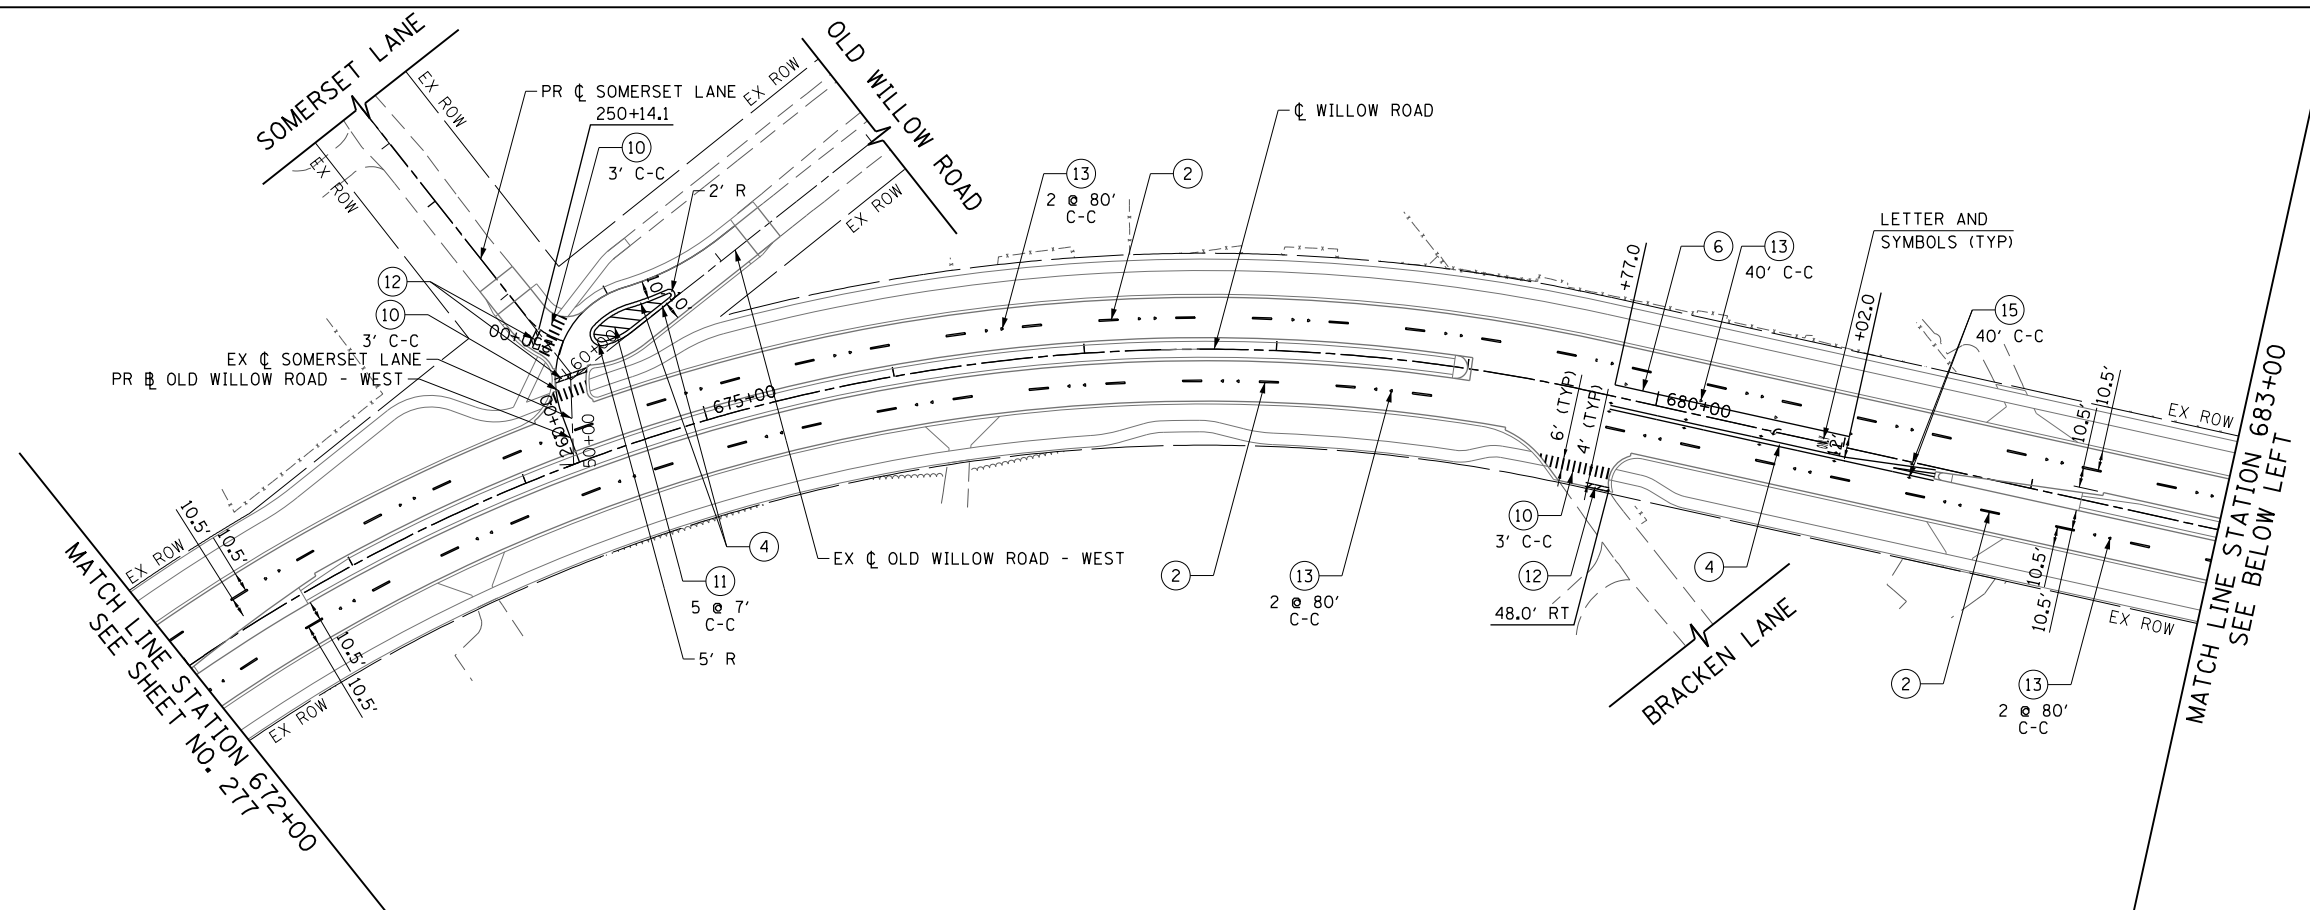 SOMERSET LANE
EX ROW
EX ROW
PR ℄ SOMERSET LANE
250+14.1
10
3' C-C
2' R
EX ROW
OLD WILLOW ROAD
EX ROW
℄ WILLOW ROAD
13
2 @ 80'
C-C
2
12
10
3' C-C
EX ℄ SOMERSET LANE
PR ⅊ OLD WILLOW ROAD - WEST
260+00
50+00
675+00
+77.0
6
13
40' C-C
LETTER AND
SYMBOLS (TYP)
+02.0
15
40' C-C
680+00
12'
10.5'
10.5'
EX ROW
MATCH LINE STATION 683+00
SEE BELOW LEFT
10.5'
10.5'
EX ROW
MATCH LINE STATION 672+00
SEE SHEET NO. 277
10.5'
10.5'
EX ROW
4
EX ℄ OLD WILLOW ROAD - WEST
11
5 @ 7'
C-C
5' R
2
13
2 @ 80'
C-C
6' (TYP)
4' (TYP)
10
3' C-C
12
48.0' RT
BRACKEN LANE
4
2
10.5'
10.5'
EX ROW
13
2 @ 80'
C-C